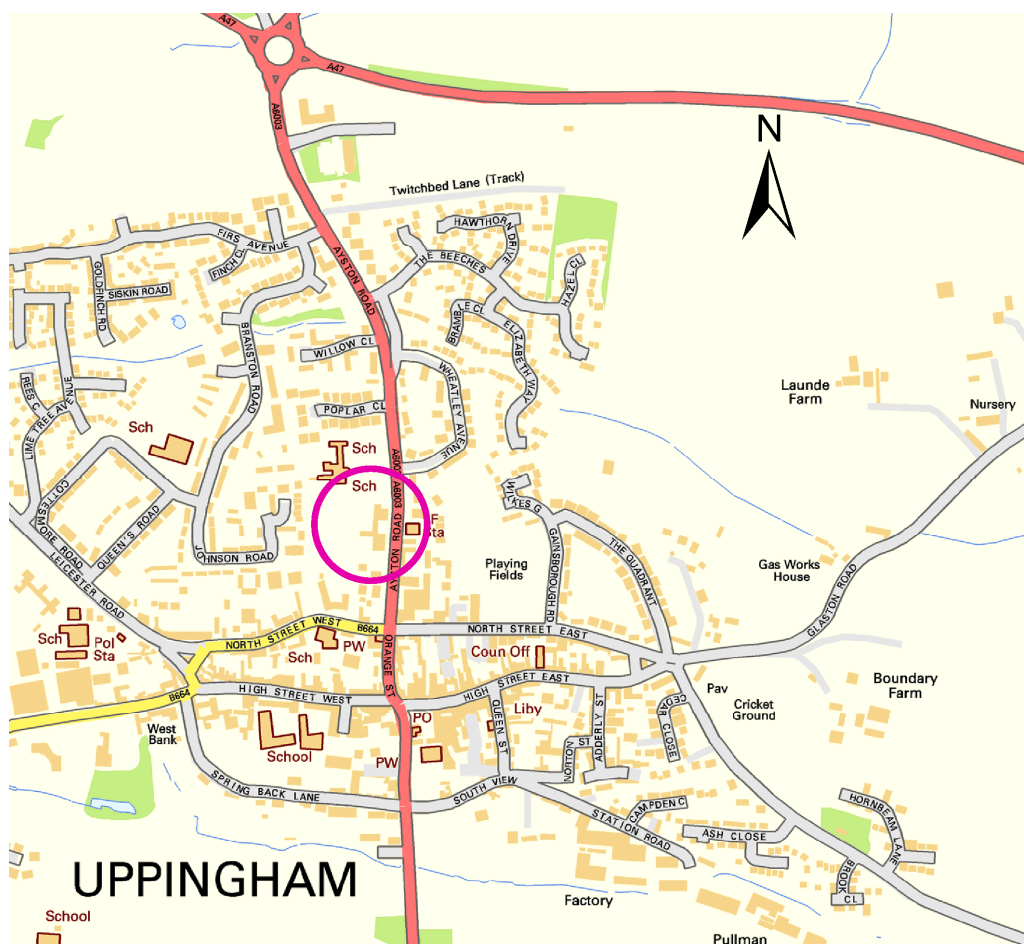 A47
A47
A6003
N
Twitchbed Lane (Track)
HAWTHORN DRIVE
FIRS AVENUE
FINCH CL
THE BEECHES
AYSTON ROAD
GOLDFINCH RD
SISKIN ROAD
HAZEL CL
BRAMBLE CL
ELIZABETH WAY
BRANSTON ROAD
WILLOW CL
WHEATLEY AVENUE
REES C
LIME TREE AVENUE
Launde
Farm
Nursery
POPLAR CL
Sch
Sch
Sch
A6003
A6003
COTTESMORE ROAD
QUEEN'S ROAD
WILKES G
AYSTON ROAD
F
Sta
GAINSBOROUGH RD
THE QUADRANT
JOHNSON ROAD
LEICESTER ROAD
Playing
Fields
Gas Works
House
GLASTON ROAD
Sch
Pol
Sta
NORTH STREET WEST
B664
NORTH STREET EAST
Sch
PW
ORANGE ST
Coun Off
B664
HIGH STREET WEST
HIGH STREET EAST
Boundary
Farm
Pav
Cricket
Ground
CEDAR CLOSE
West
Bank
PO
QUEEN ST
Liby
ADDERLY ST
NORTON ST
School
PW
SPRING BACK LANE
SOUTH VIEW
STATION ROAD
CAMPDEN C
ASH CLOSE
HORNBEAM LANE
BROOK CL
UPPINGHAM
Factory
School
Pullman